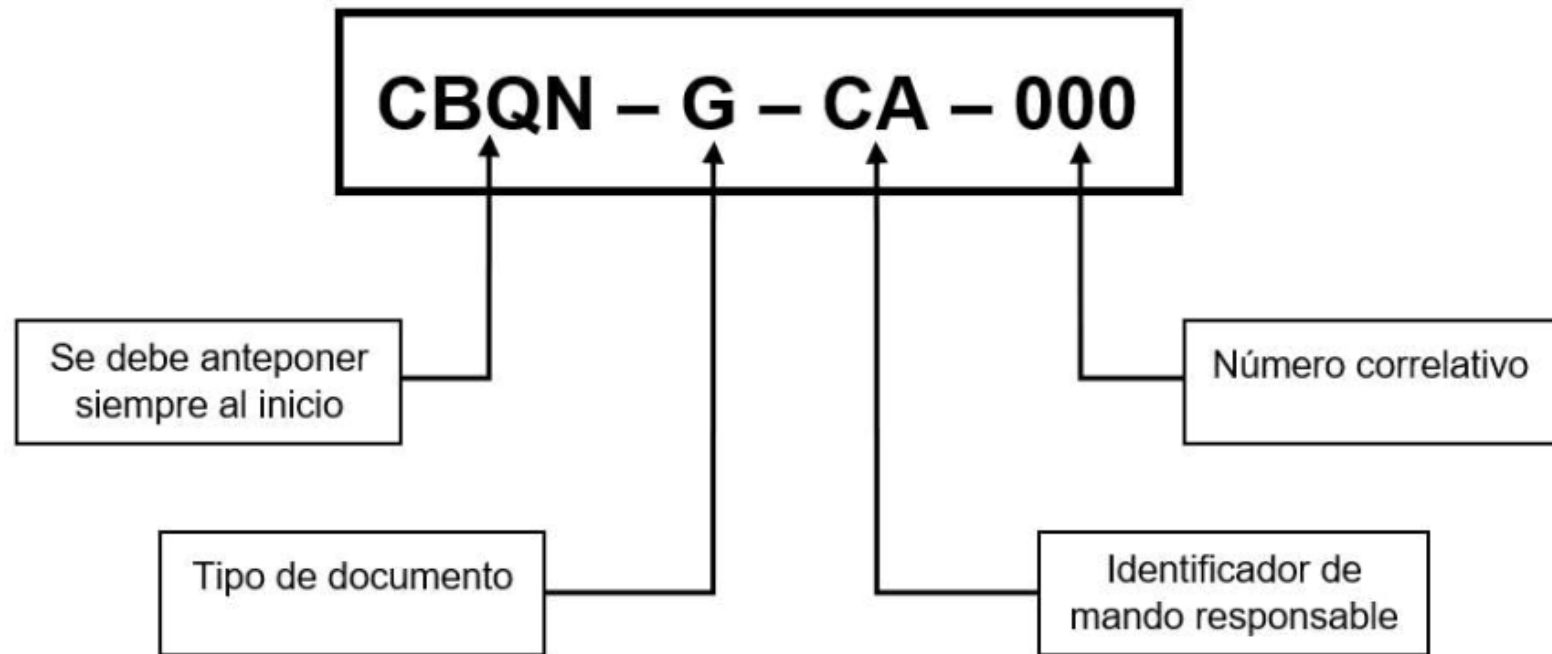 CBQN – G – CA – 000
Se debe anteponer
siempre al inicio
Número correlativo
Tipo de documento
Identificador de
mando responsable